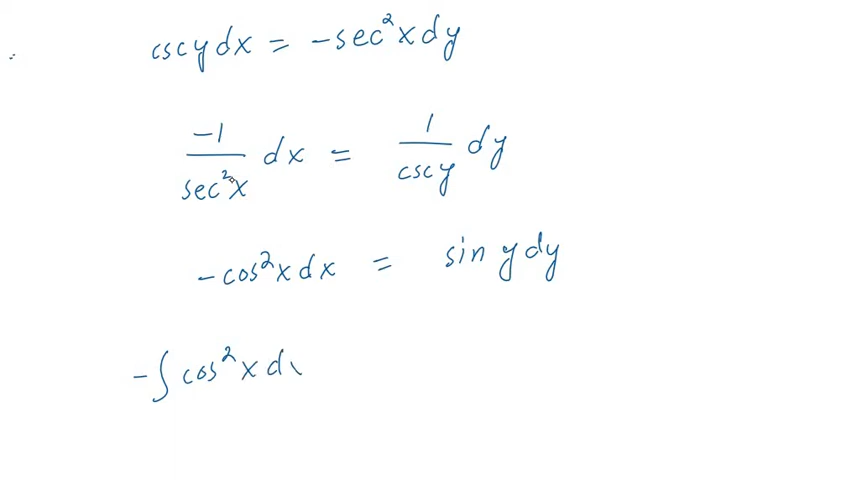 csc y dx = -sec²x dy
-1/sec²x dx = 1/csc y dy
-cos²x dx = sin y dy
-∫ cos²x d